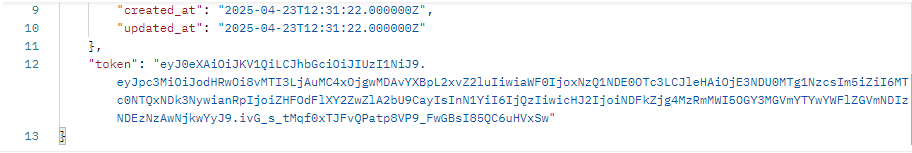 9 "created_at": "2025-04-23T12:31:22.000000Z",
10 "updated_at": "2025-04-23T12:31:22.000000Z"
11 },
12 "token": "eyJ0eXAiOiJKV1QiLCJhbGciOiJIUzI1NiJ9.
eyJpc3MiOiJodHRwOi8vMTI3LjAuMC4xOjgwMDAvYXBpL2xvZ2luIiwiaWF0IjoxNzQ1NDE0OTc3LCJleHAiOjE3NDU0MTg1NzcsIm5iZiI6MT
c0NTQxNDk3NywianRpIjoiZHFOdFlXY2ZwZlA2bU9CayIsInN1YiI6IjQzIiwicHJ2IjoiNDFkZjg4MzRmMWI5OGY3MGVmYTYwYWFlZGVmNDIz
NDEzNzAwNjkwYyJ9.ivG_s_tMqf0xTJFvQPatp8VP9_FwGBsI85QC6uHVxSw"
13 }